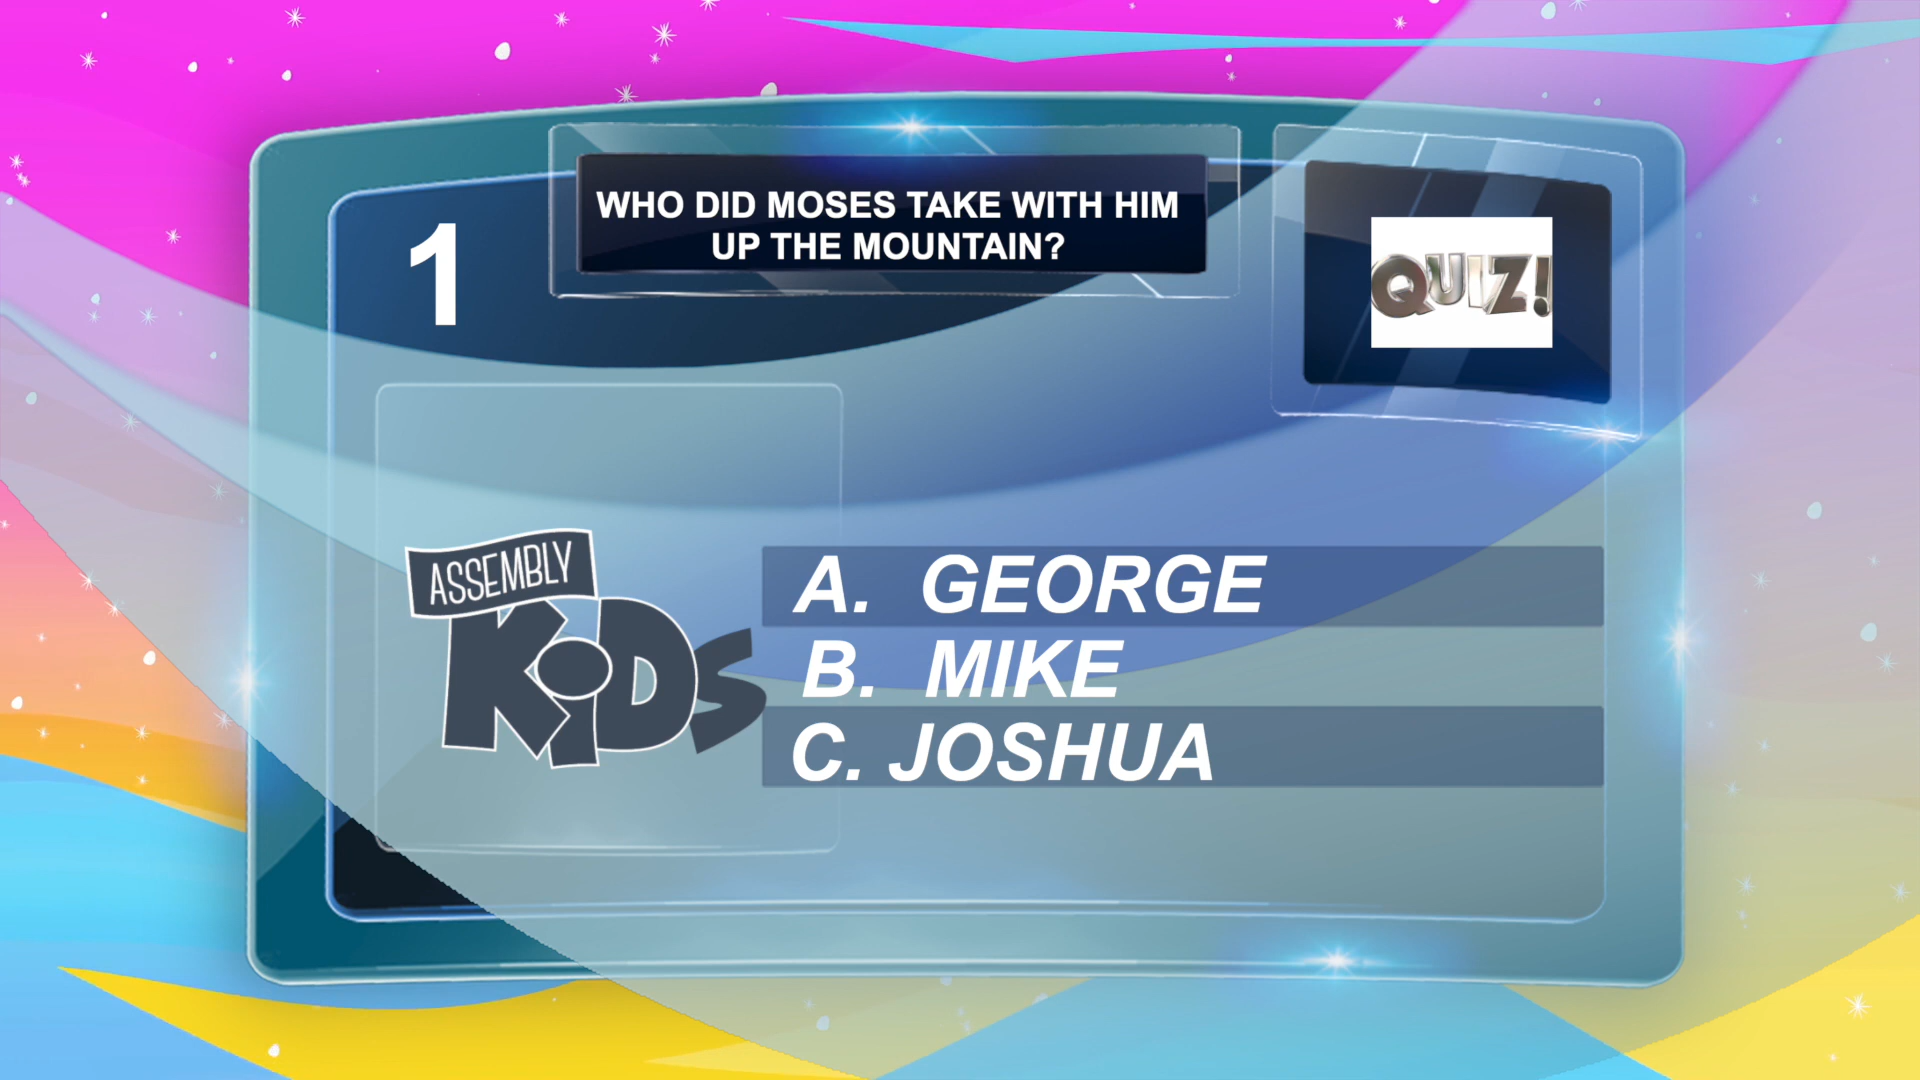 1
WHO DID MOSES TAKE WITH HIM
UP THE MOUNTAIN?
QUIZ!
ASSEMBLY
KiDS
A. GEORGE
B. MIKE
C. JOSHUA